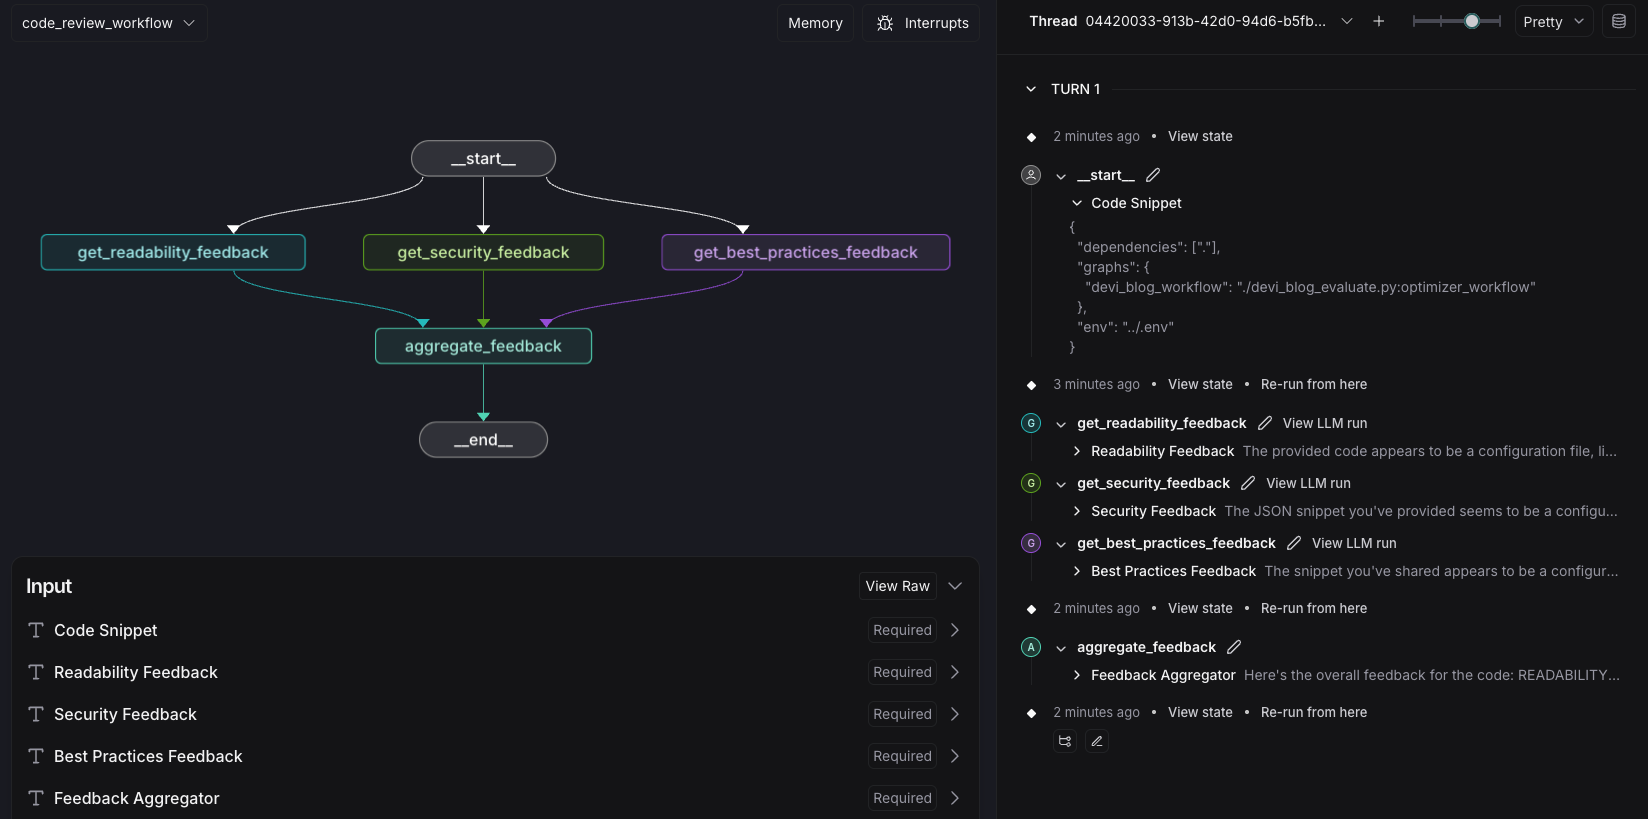 code_review_workflow
Memory
Interrupts
__start__
get_readability_feedback
get_security_feedback
get_best_practices_feedback
aggregate_feedback
__end__
Input
View Raw
Code Snippet Required
Readability Feedback Required
Security Feedback Required
Best Practices Feedback Required
Feedback Aggregator Required
Thread 04420033-913b-42d0-94d6-b5fb...
Pretty
TURN 1
2 minutes ago • View state
__start__
Code Snippet
{
"dependencies": ["."],
"graphs": {
"devi_blog_workflow": "./devi_blog_evaluate.py:optimizer_workflow"
},
"env": "../.env"
}
3 minutes ago • View state • Re-run from here
G get_readability_feedback View LLM run
Readability Feedback The provided code appears to be a configuration file, li...
G get_security_feedback View LLM run
Security Feedback The JSON snippet you've provided seems to be a configu...
G get_best_practices_feedback View LLM run
Best Practices Feedback The snippet you've shared appears to be a configur...
2 minutes ago • View state • Re-run from here
A aggregate_feedback
Feedback Aggregator Here's the overall feedback for the code: READABILITY...
2 minutes ago • View state • Re-run from here